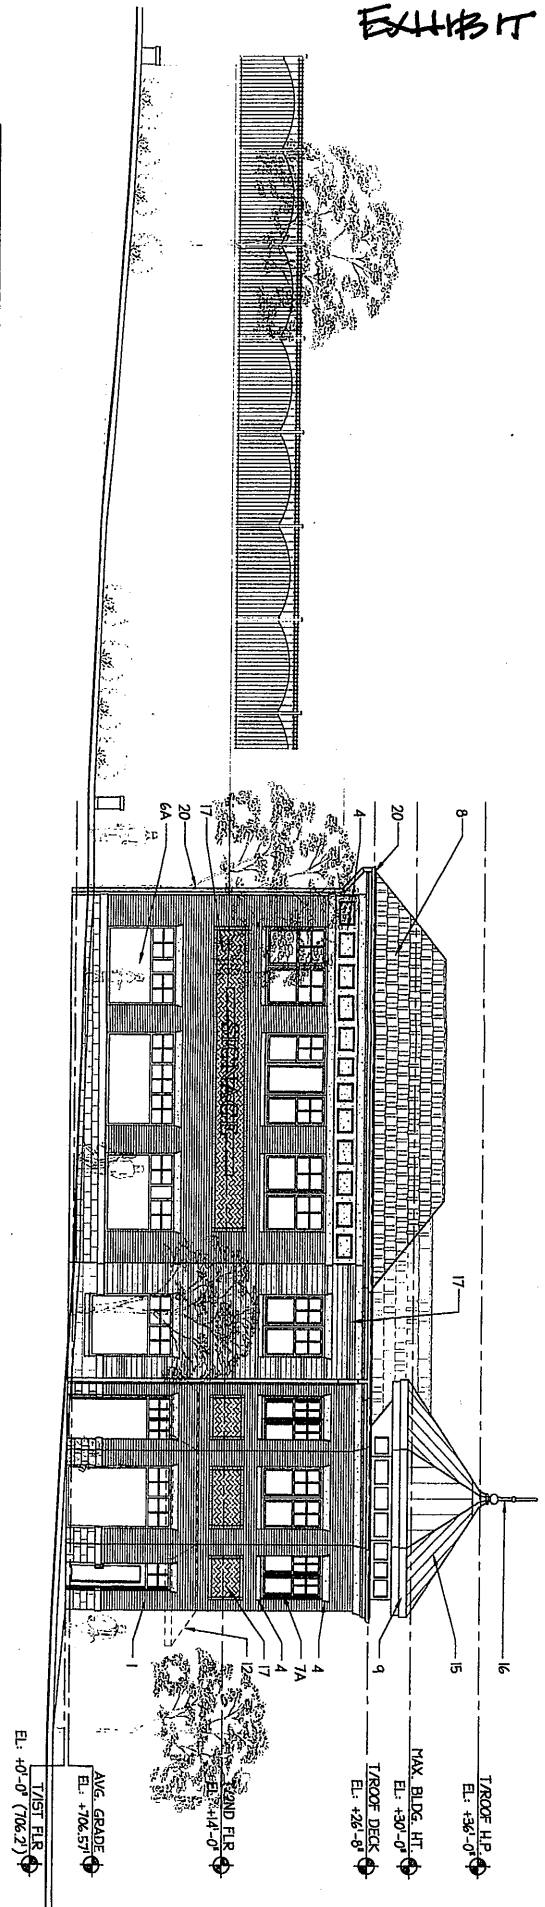 EXHIBIT
T/ROOF H.P.
EL: +36'-0"
MAX. BLDG. HT
EL: +30'-0"
T/ROOF DECK
EL: +26'-8"
T/2ND FLR
EL: +14'-0"
AVG. GRADE
EL: +706.57'
T/1ST FLR
EL: +0'-0" (706.2')
8
20
4
17
20
6A
SIGNAGE
17
16
15
9
4
7A
4
17
12
1